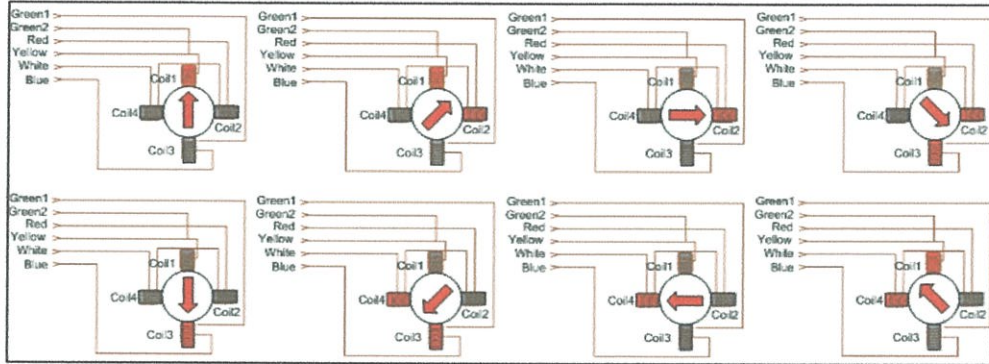 Green1
Green2
Red
Yellow
White
Blue
Coil1
Coil4
Coil2
Coil3
Green1
Green2
Red
Yellow
White
Blue
Coil1
Coil4
Coil2
Coil3
Green1
Green2
Red
Yellow
White
Blue
Coil1
Coil4
Coil2
Coil3
Green1
Green2
Red
Yellow
White
Blue
Coil1
Coil4
Coil2
Coil3
Green1
Green2
Red
Yellow
White
Blue
Coil1
Coil4
Coil2
Coil3
Green1
Green2
Red
Yellow
White
Blue
Coil1
Coil4
Coil2
Coil3
Green1
Green2
Red
Yellow
White
Blue
Coil1
Coil4
Coil2
Coil3
Green1
Green2
Red
Yellow
White
Blue
Coil1
Coil4
Coil2
Coil3